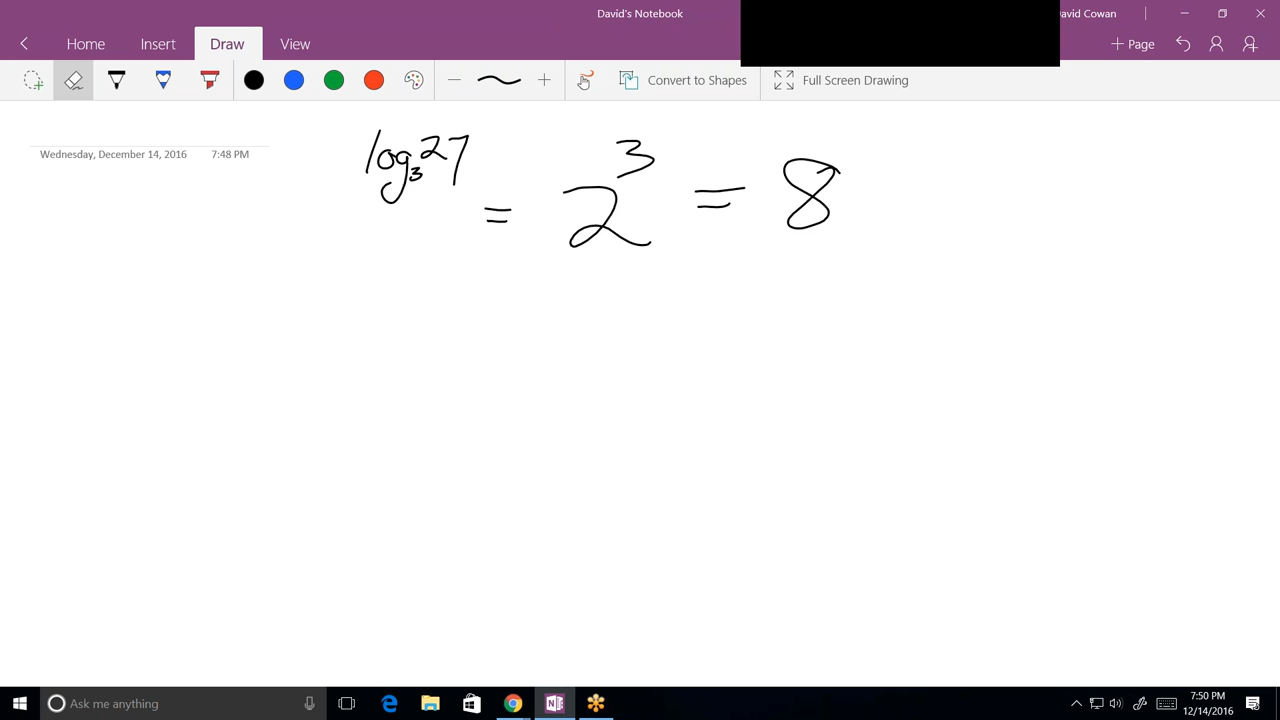 David's Notebook
David Cowan
Home Insert Draw View
Page
Convert to Shapes
Full Screen Drawing
Wednesday, December 14, 2016 7:48 PM
log₃27 = 2³ = 8
Ask me anything
7:50 PM
12/14/2016